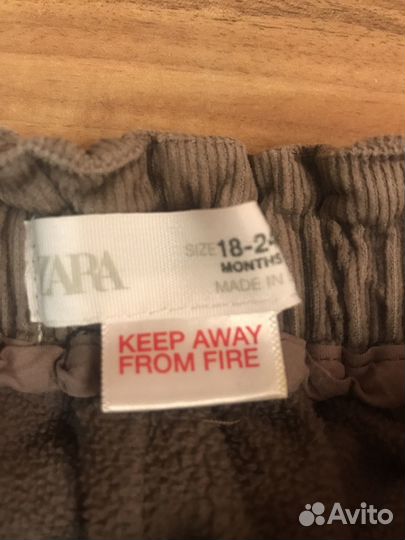 ZARA
SIZE 18-24
MONTHS
MADE IN
KEEP AWAY
FROM FIRE
Avito